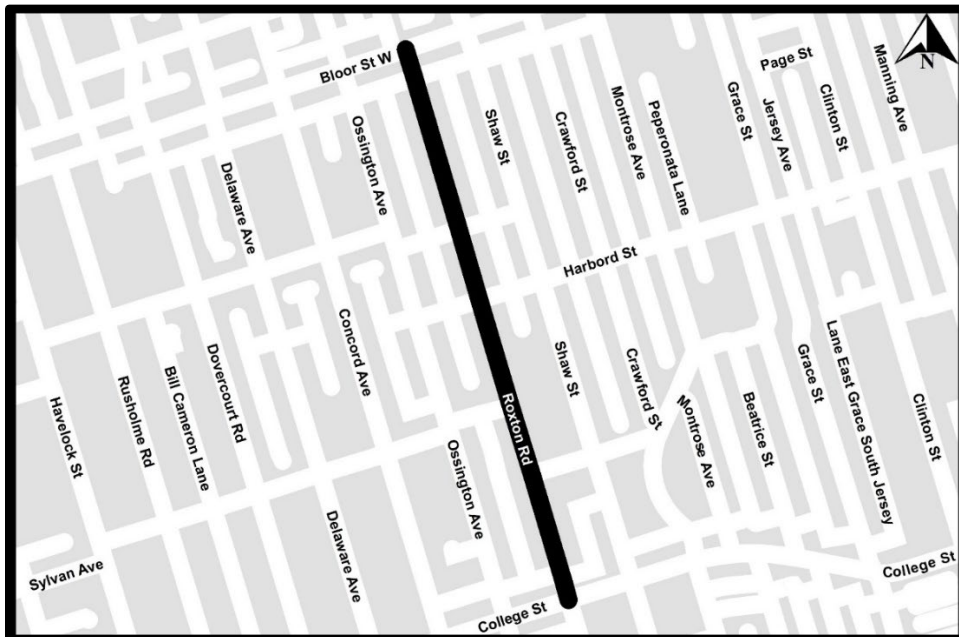 Bloor St W
Page St
Manning Ave
N
Ossington Ave
Shaw St
Crawford St
Montrose Ave
Peperonata Lane
Grace St
Jersey Ave
Clinton St
Delaware Ave
Harbord St
Havelock St
Rusholme Rd
Bill Cameron Lane
Dovercourt Rd
Concord Ave
Shaw St
Crawford St
Montrose Ave
Beatrice St
Grace St
Lane East Grace South Jersey
Clinton St
Roxton Rd
Ossington Ave
Delaware Ave
Sylvan Ave
College St
College St